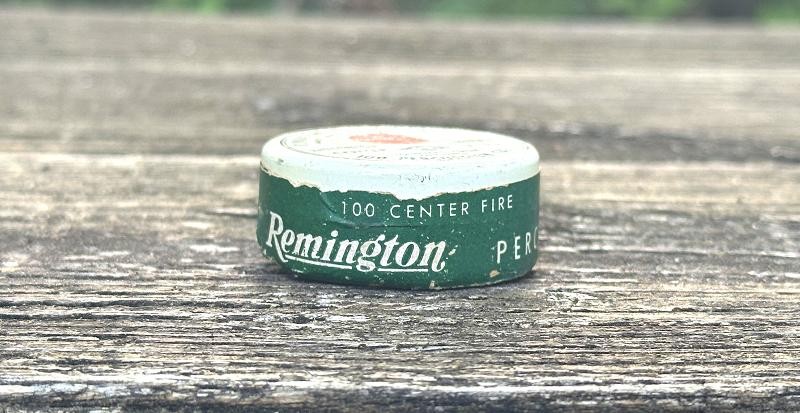 100 CENTER FIRE
Remington PERC